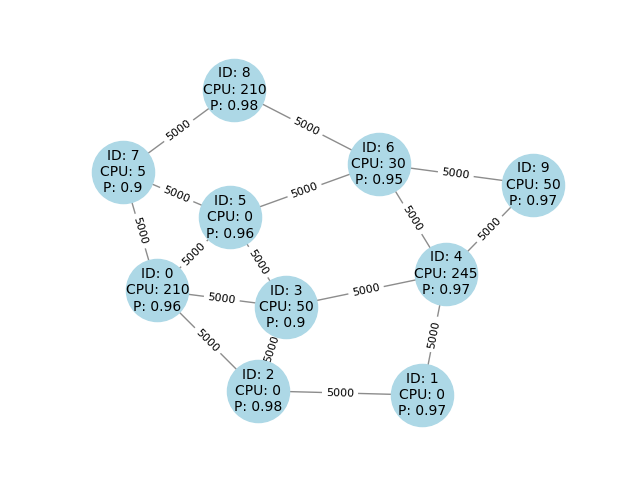 ID: 8
CPU: 210
P: 0.98
5000
5000
ID: 6
CPU: 30
P: 0.95
ID: 7
CPU: 5
P: 0.9
5000
ID: 9
CPU: 50
P: 0.97
5000
5000
ID: 5
CPU: 0
P: 0.96
5000
5000
5000
5000
5000
ID: 4
CPU: 245
P: 0.97
ID: 0
CPU: 210
P: 0.96
5000
ID: 3
CPU: 50
P: 0.9
5000
5000
5000
5000
ID: 2
CPU: 0
P: 0.98
5000
ID: 1
CPU: 0
P: 0.97